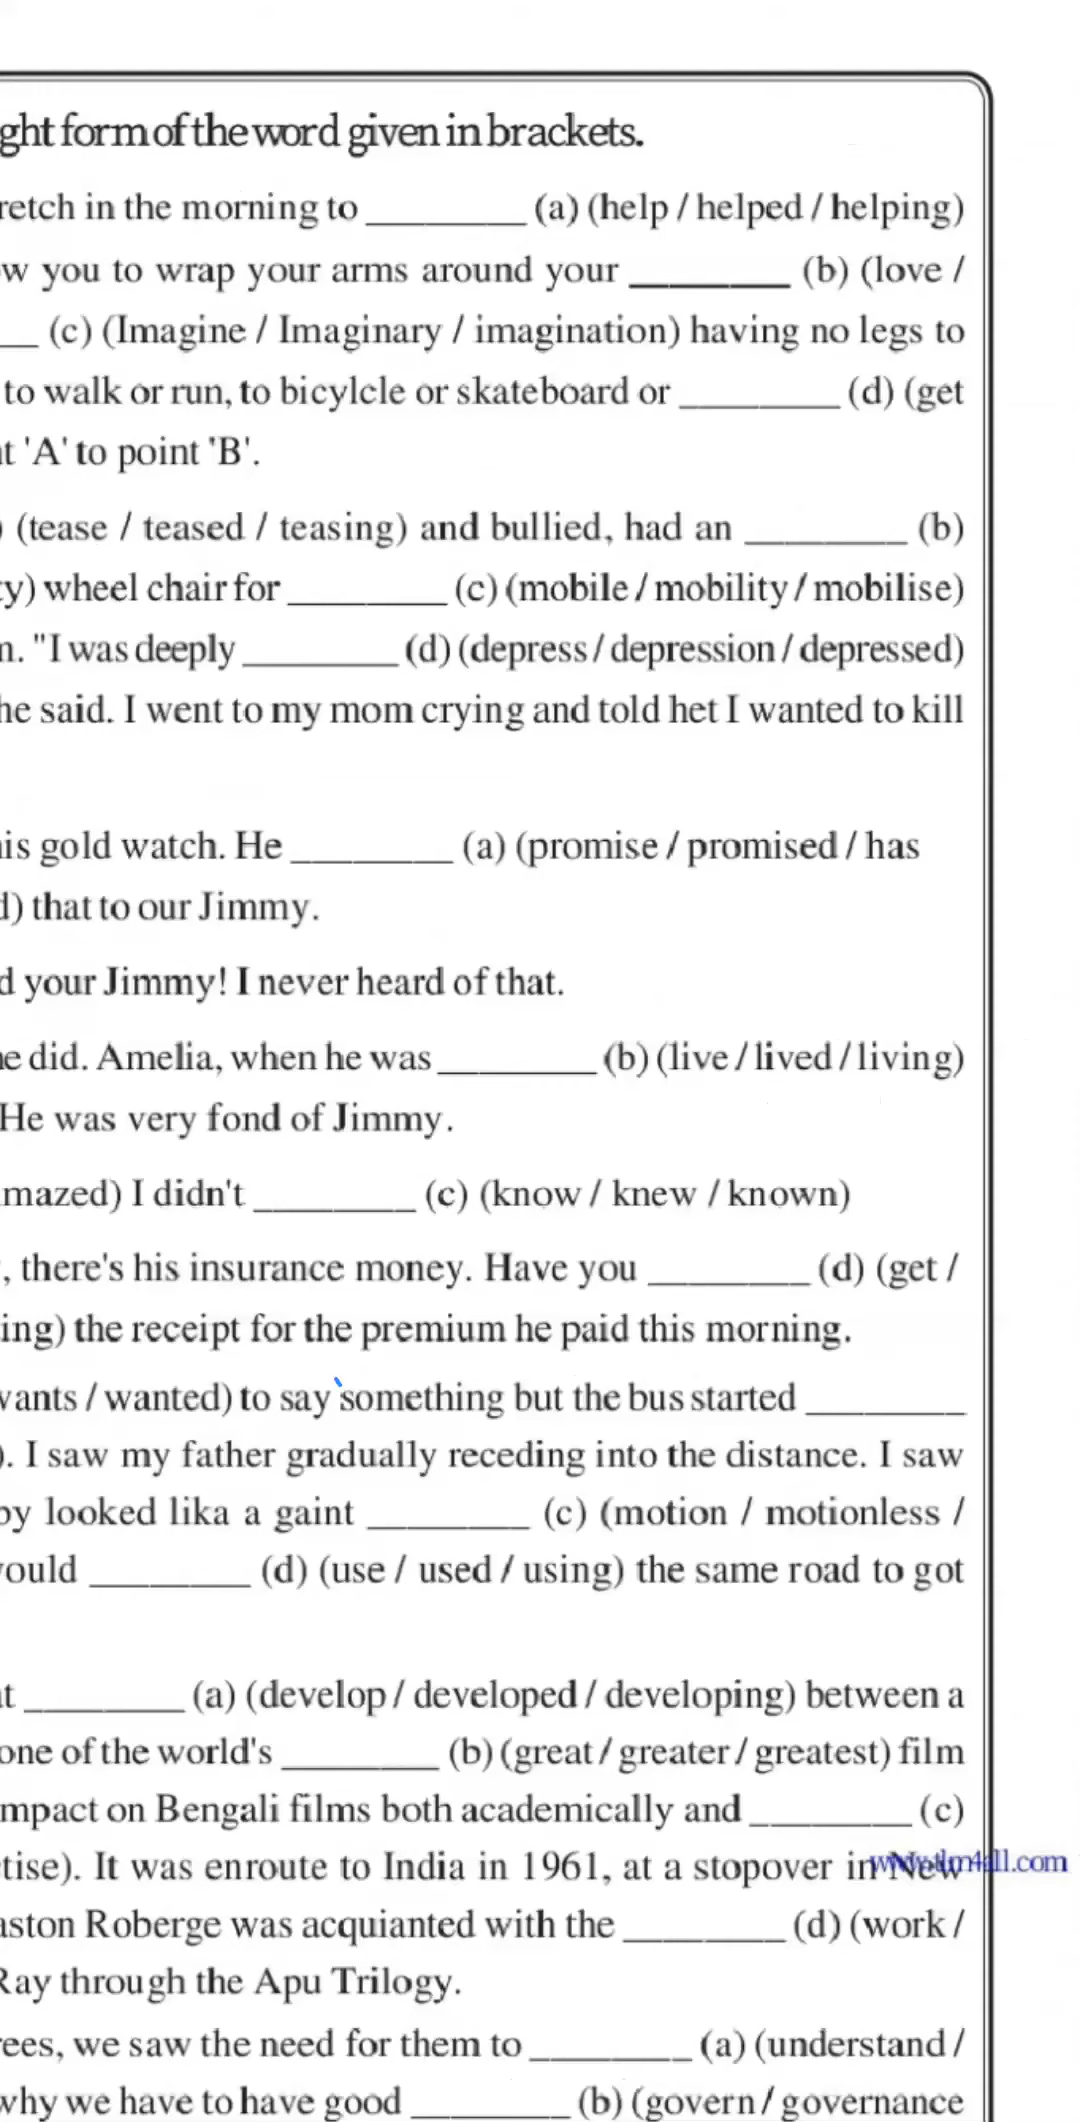 ght form of the word given in brackets.
retch in the morning to ________ (a) (help / helped / helping)
w you to wrap your arms around your ________ (b) (love /
__ (c) (Imagine / Imaginary / imagination) having no legs to
to walk or run, to bicylcle or skateboard or ________ (d) (get
t 'A' to point 'B'.
) (tease / teased / teasing) and bullied, had an ________ (b)
ty) wheel chair for ________ (c) (mobile / mobility / mobilise)
n. "I was deeply ________ (d) (depress / depression / depressed)
he said. I went to my mom crying and told het I wanted to kill
is gold watch. He ________ (a) (promise / promised / has
d) that to our Jimmy.
d your Jimmy! I never heard of that.
e did. Amelia, when he was ________ (b) (live / lived / living)
He was very fond of Jimmy.
mazed) I didn't ________ (c) (know / knew / known)
, there's his insurance money. Have you ________ (d) (get /
ing) the receipt for the premium he paid this morning.
wants / wanted) to say something but the bus started ________
). I saw my father gradually receding into the distance. I saw
by looked lika a gaint ________ (c) (motion / motionless /
ould ________ (d) (use / used / using) the same road to got
t ________ (a) (develop / developed / developing) between a
one of the world's ________ (b) (great / greater / greatest) film
mpact on Bengali films both academically and ________ (c)
tise). It was enroute to India in 1961, at a stopover in New
www.tlm4all.com
aston Roberge was acquianted with the ________ (d) (work /
Ray through the Apu Trilogy.
rees, we saw the need for them to ________ (a) (understand /
why we have to have good ________ (b) (govern / governance